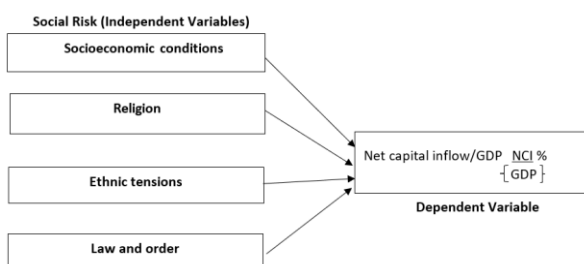 Social Risk (Independent Variables)
Socioeconomic conditions
Religion
Ethnic tensions
Law and order
Net capital inflow/GDP NCI %
{ GDP }
Dependent Variable